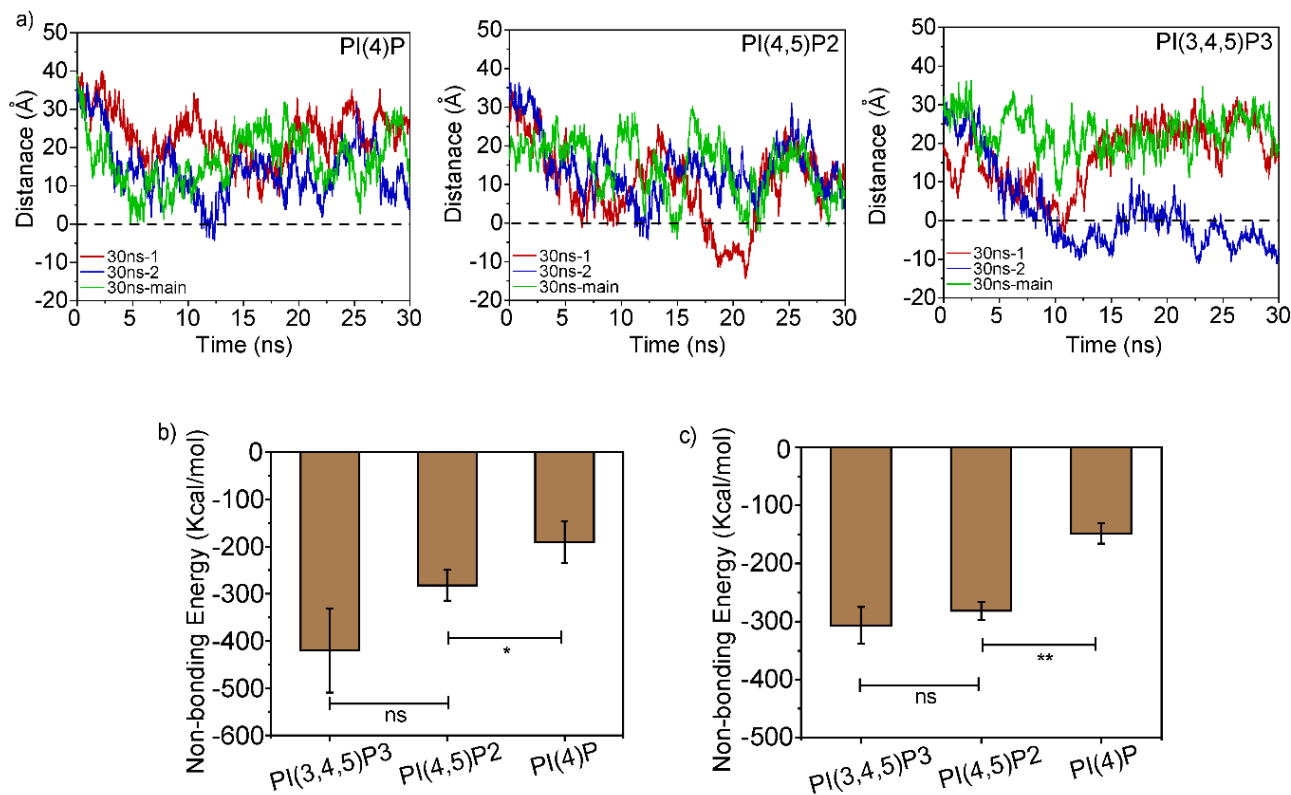 a)
PI(4)P
PI(4,5)P2
PI(3,4,5)P3
50
40
30
20
10
0
-10
-20
Distanace (Å)
30ns-1
30ns-2
30ns-main
0 5 10 15 20 25 30
Time (ns)
50
40
30
20
10
0
-10
-20
Distance (Å)
30ns-1
30ns-2
30ns-main
0 5 10 15 20 25 30
Time (ns)
50
40
30
20
10
0
-10
-20
Distance (Å)
30ns-1
30ns-2
30ns-main
0 5 10 15 20 25 30
Time (ns)
b)
Non-bonding Energy (Kcal/mol)
0
-100
-200
-300
-400
-500
-600
*
ns
PI(3,4,5)P3 PI(4,5)P2 PI(4)P
c)
Non-bonding Energy (Kcal/mol)
0
-100
-200
-300
-400
-500
**
ns
PI(3,4,5)P3 PI(4,5)P2 PI(4)P